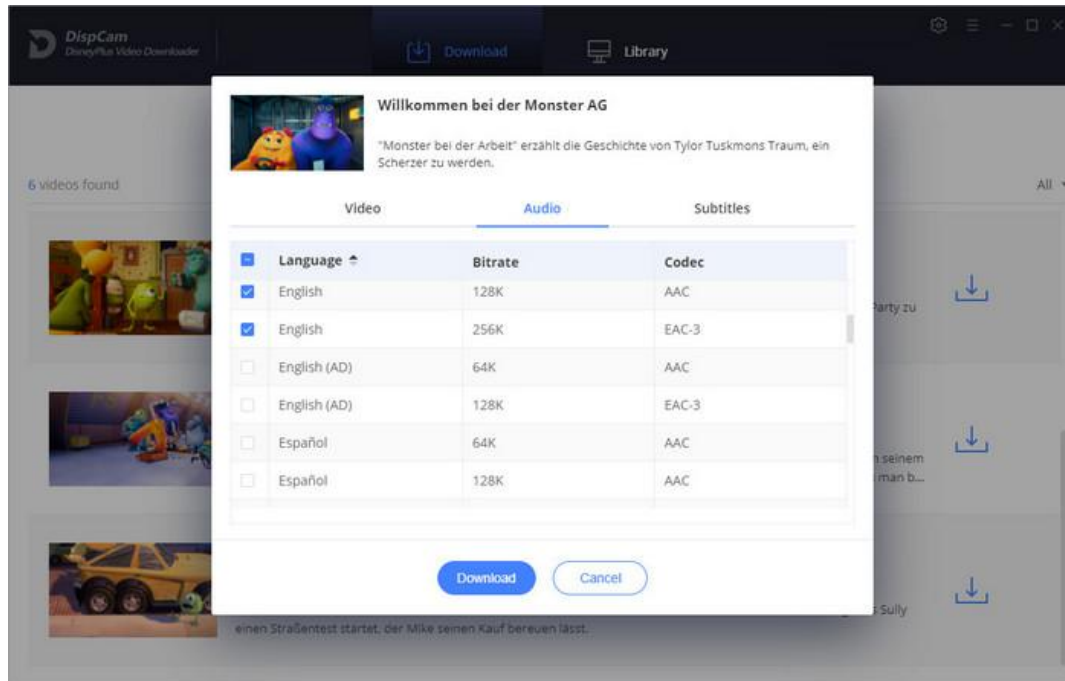 DispCam
DisneyPlus Video Downloader
Download
Library
Willkommen bei der Monster AG
"Monster bei der Arbeit" erzählt die Geschichte von Tylor Tuskmons Traum, ein
Scherzer zu werden.
6 videos found
All
Video Audio Subtitles
Language Bitrate Codec
English 128K AAC
English 256K EAC-3
English (AD) 64K AAC
English (AD) 128K EAC-3
Español 64K AAC
Español 128K AAC
Party zu
seinem
man b...
Download Cancel
Sully
einen Straßentest startet, der Mike seinen Kauf bereuen lässt.